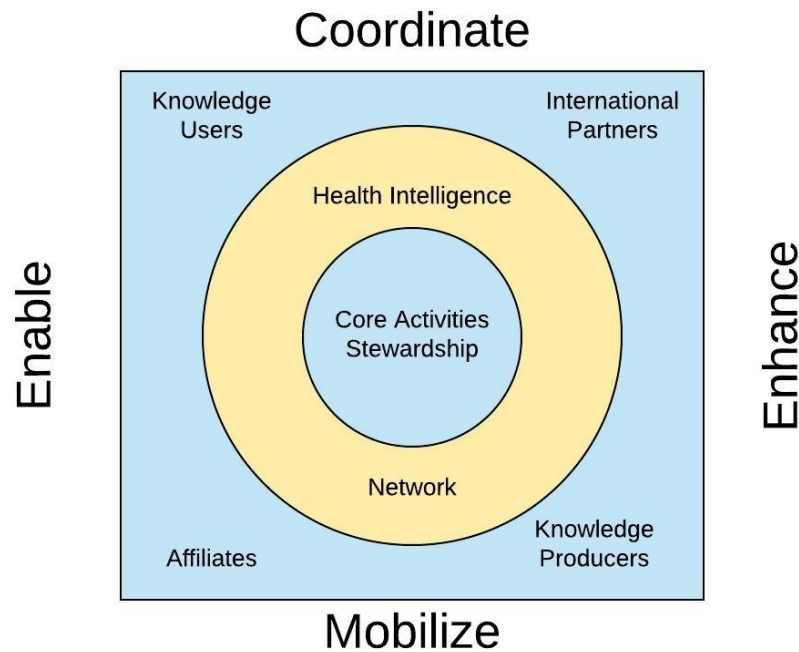 Coordinate
Knowledge
Users
International
Partners
Health Intelligence
Enable
Core Activities
Stewardship
Enhance
Network
Affiliates
Knowledge
Producers
Mobilize